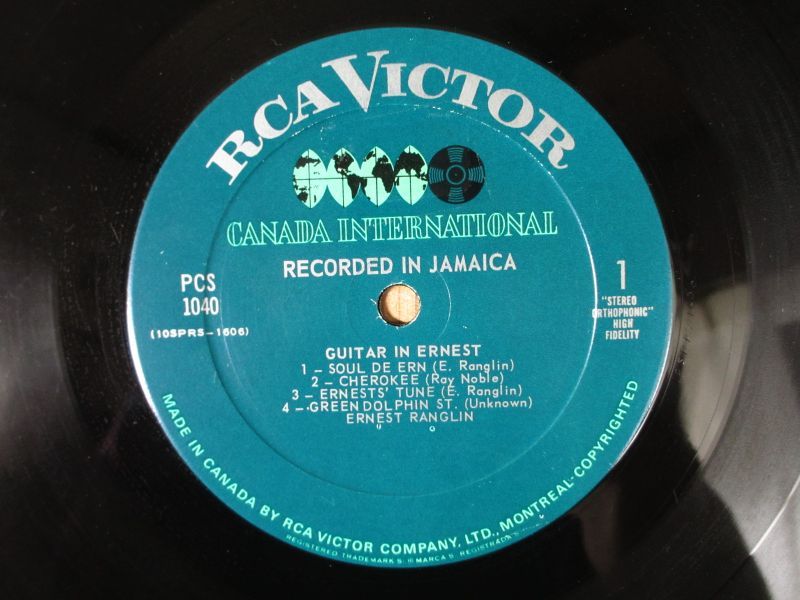 RCA VICTOR
CANADA INTERNATIONAL
RECORDED IN JAMAICA
PCS
1040
(10SPRS-1606)
1
"STEREO
ORTHOPHONIC"
HIGH
FIDELITY
GUITAR IN ERNEST
1 - SOUL DE ERN (E. Ranglin)
2 - CHEROKEE (Ray Noble)
3 - ERNESTS' TUNE (E. Ranglin)
4 - GREEN DOLPHIN ST. (Unknown)
ERNEST RANGLIN
MADE IN CANADA BY RCA VICTOR COMPANY, LTD., MONTREAL-COPYRIGHTED
REGISTERED TRADEMARKS